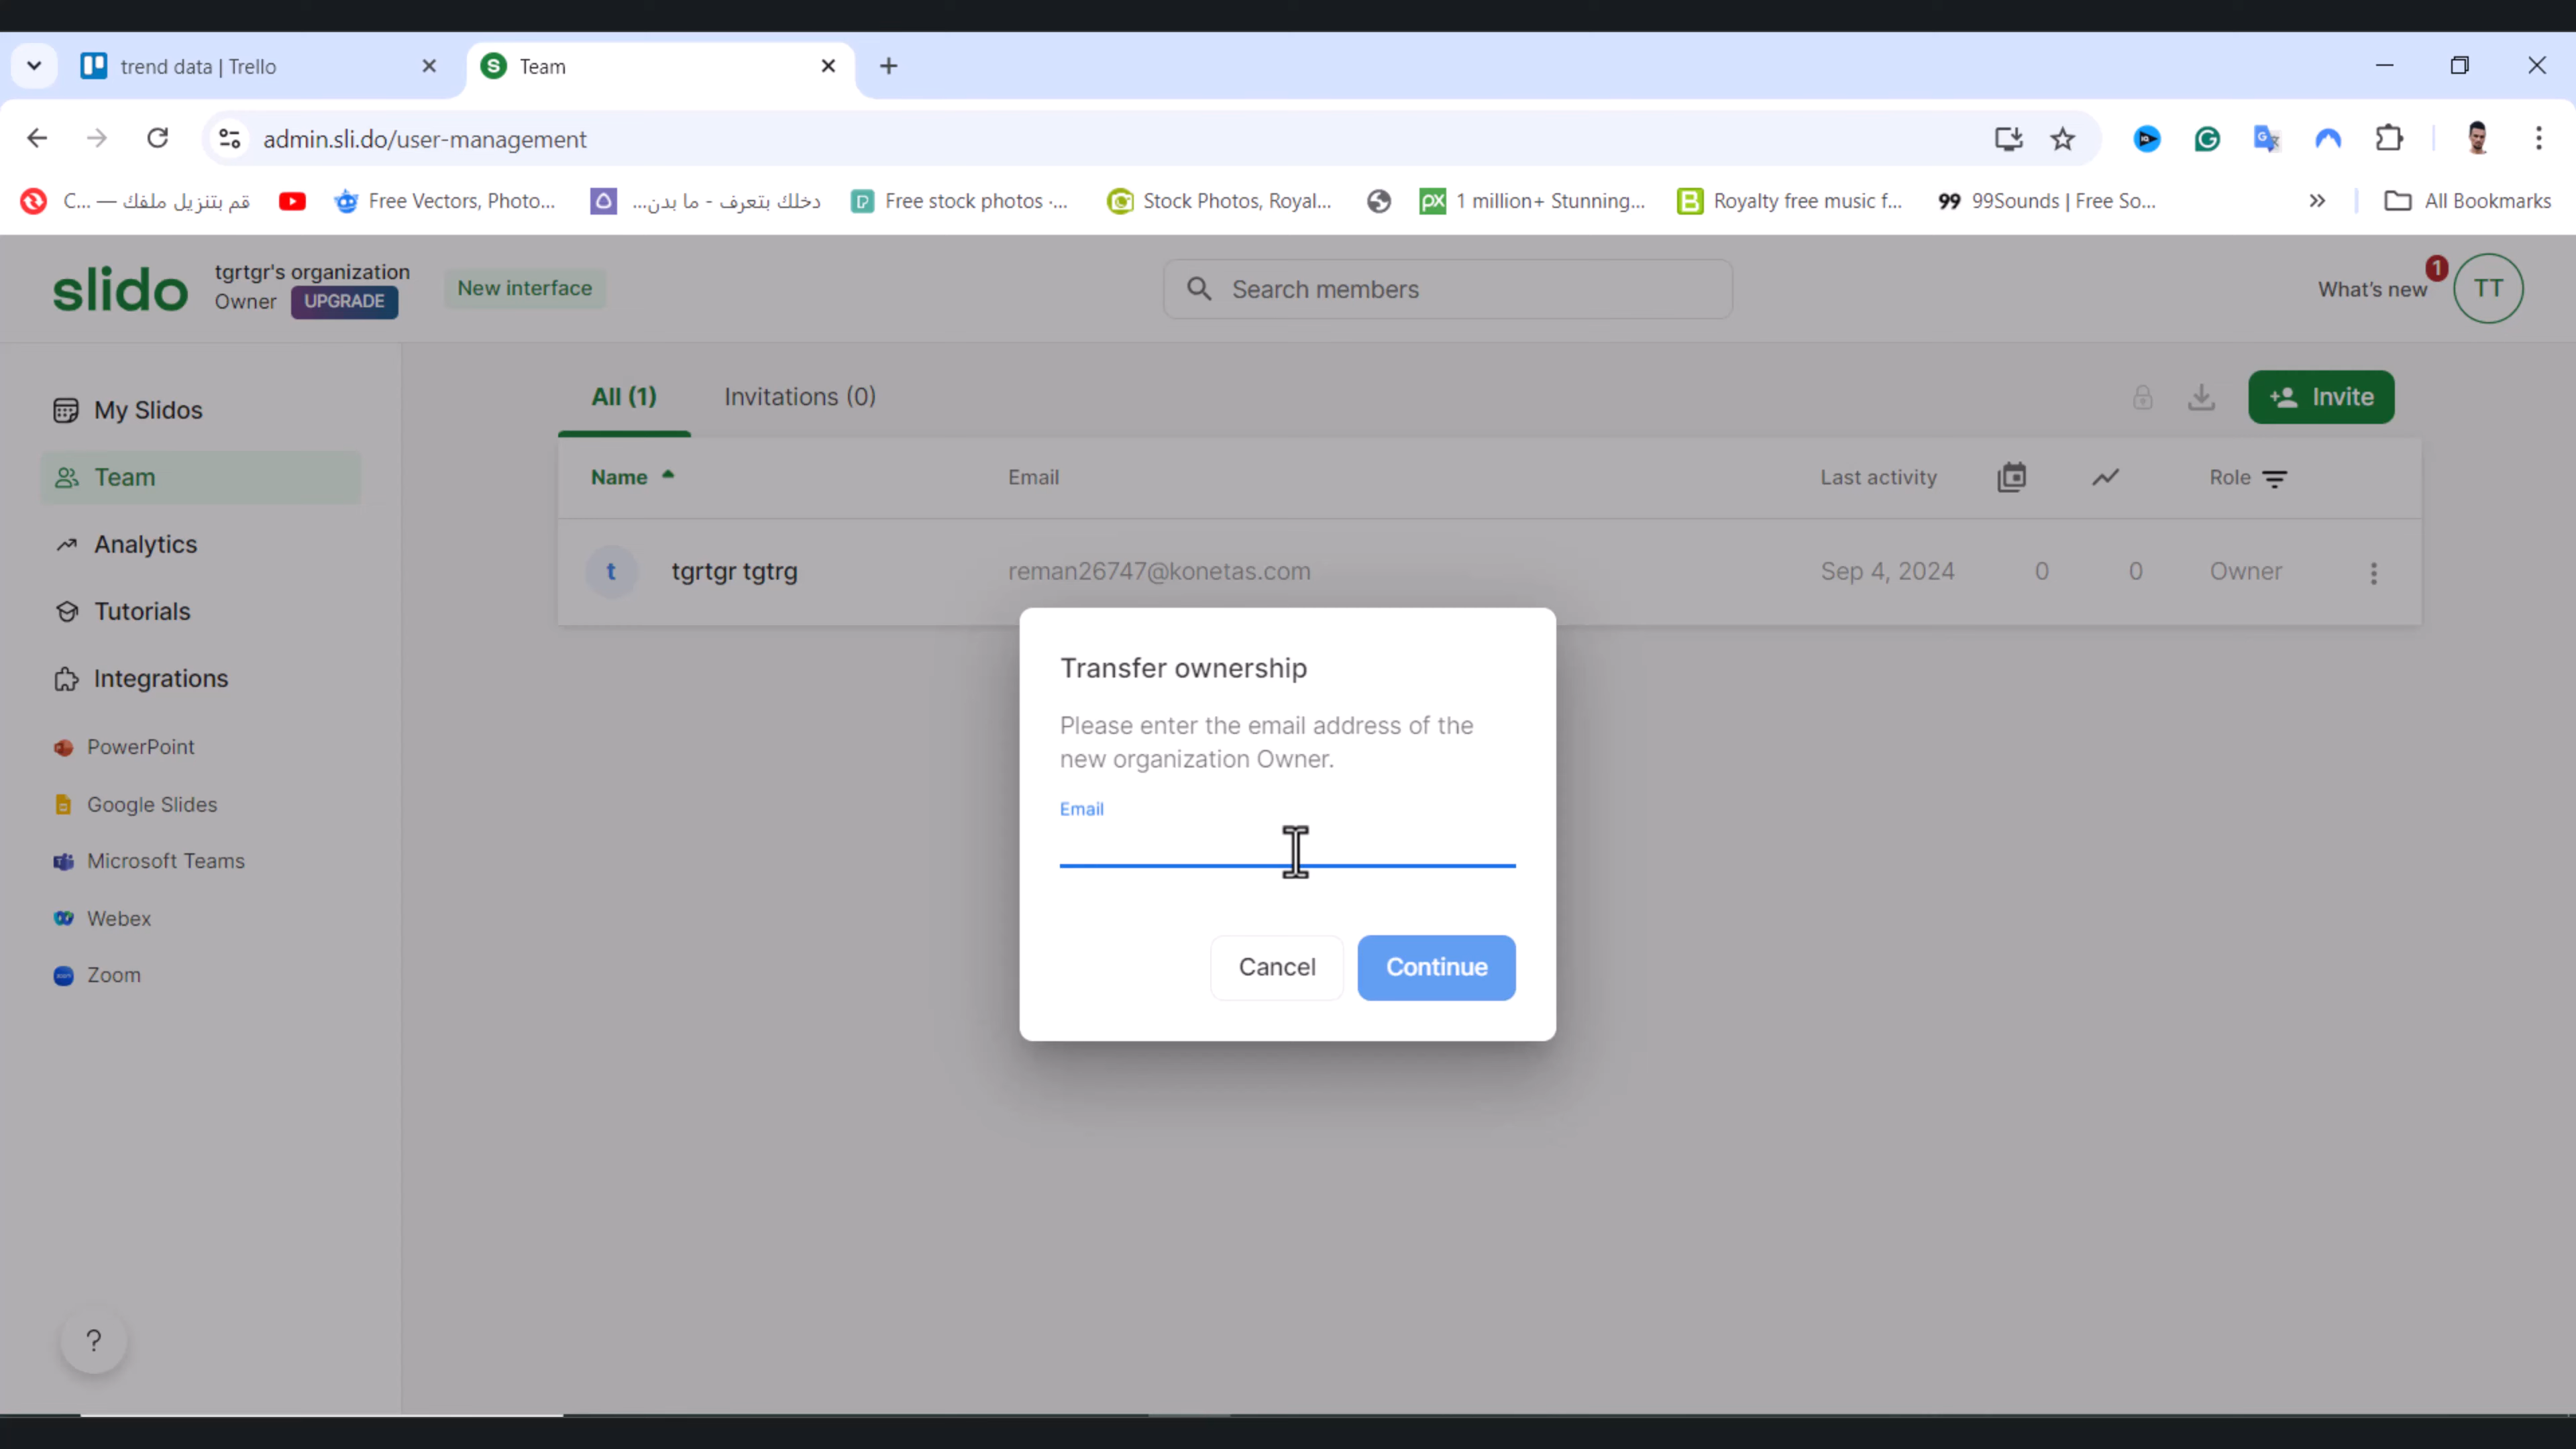 trend data | Trello
Team
admin.sli.do/user-management
C... — قم بتنزيل ملفك
Free Vectors, Photo...
دخلك بتعرف - ما بدن...
Free stock photos ·...
Stock Photos, Royal...
px 1 million+ Stunning...
B Royalty free music f...
99 99Sounds | Free So...
All Bookmarks
slido
tgrtgr's organization
Owner UPGRADE
New interface
Search members
What's new
1
TT
My Slidos
Team
Analytics
Tutorials
Integrations
PowerPoint
Google Slides
Microsoft Teams
Webex
Zoom
?
All (1)
Invitations (0)
Invite
Name
Email
Last activity
Role
t
tgrtgr tgtrg
reman26747@konetas.com
Sep 4, 2024
0
0
Owner
Transfer ownership
Please enter the email address of the
new organization Owner.
Email
Cancel
Continue